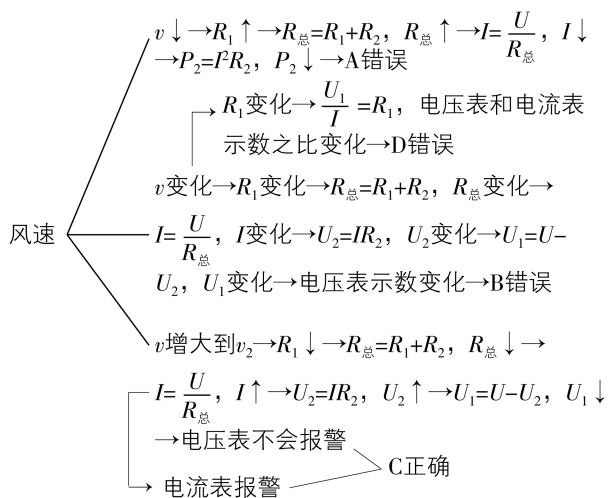 v↓→R₁↑→R总=R₁+R₂，R总↑→I=U/R总，I↓
→P₂=I²R₂，P₂↓→A错误
R₁变化→U₁/I=R₁，电压表和电流表
示数之比变化→D错误
v变化→R₁变化→R总=R₁+R₂，R总变化→
风速
I=U/R总，I变化→U₂=IR₂，U₂变化→U₁=U-
U₂，U₁变化→电压表示数变化→B错误
v增大到v₂→R₁↓→R总=R₁+R₂，R总↓→
I=U/R总，I↑→U₂=IR₂，U₂↑→U₁=U-U₂，U₁↓
→电压表不会报警
C正确
→电流表报警